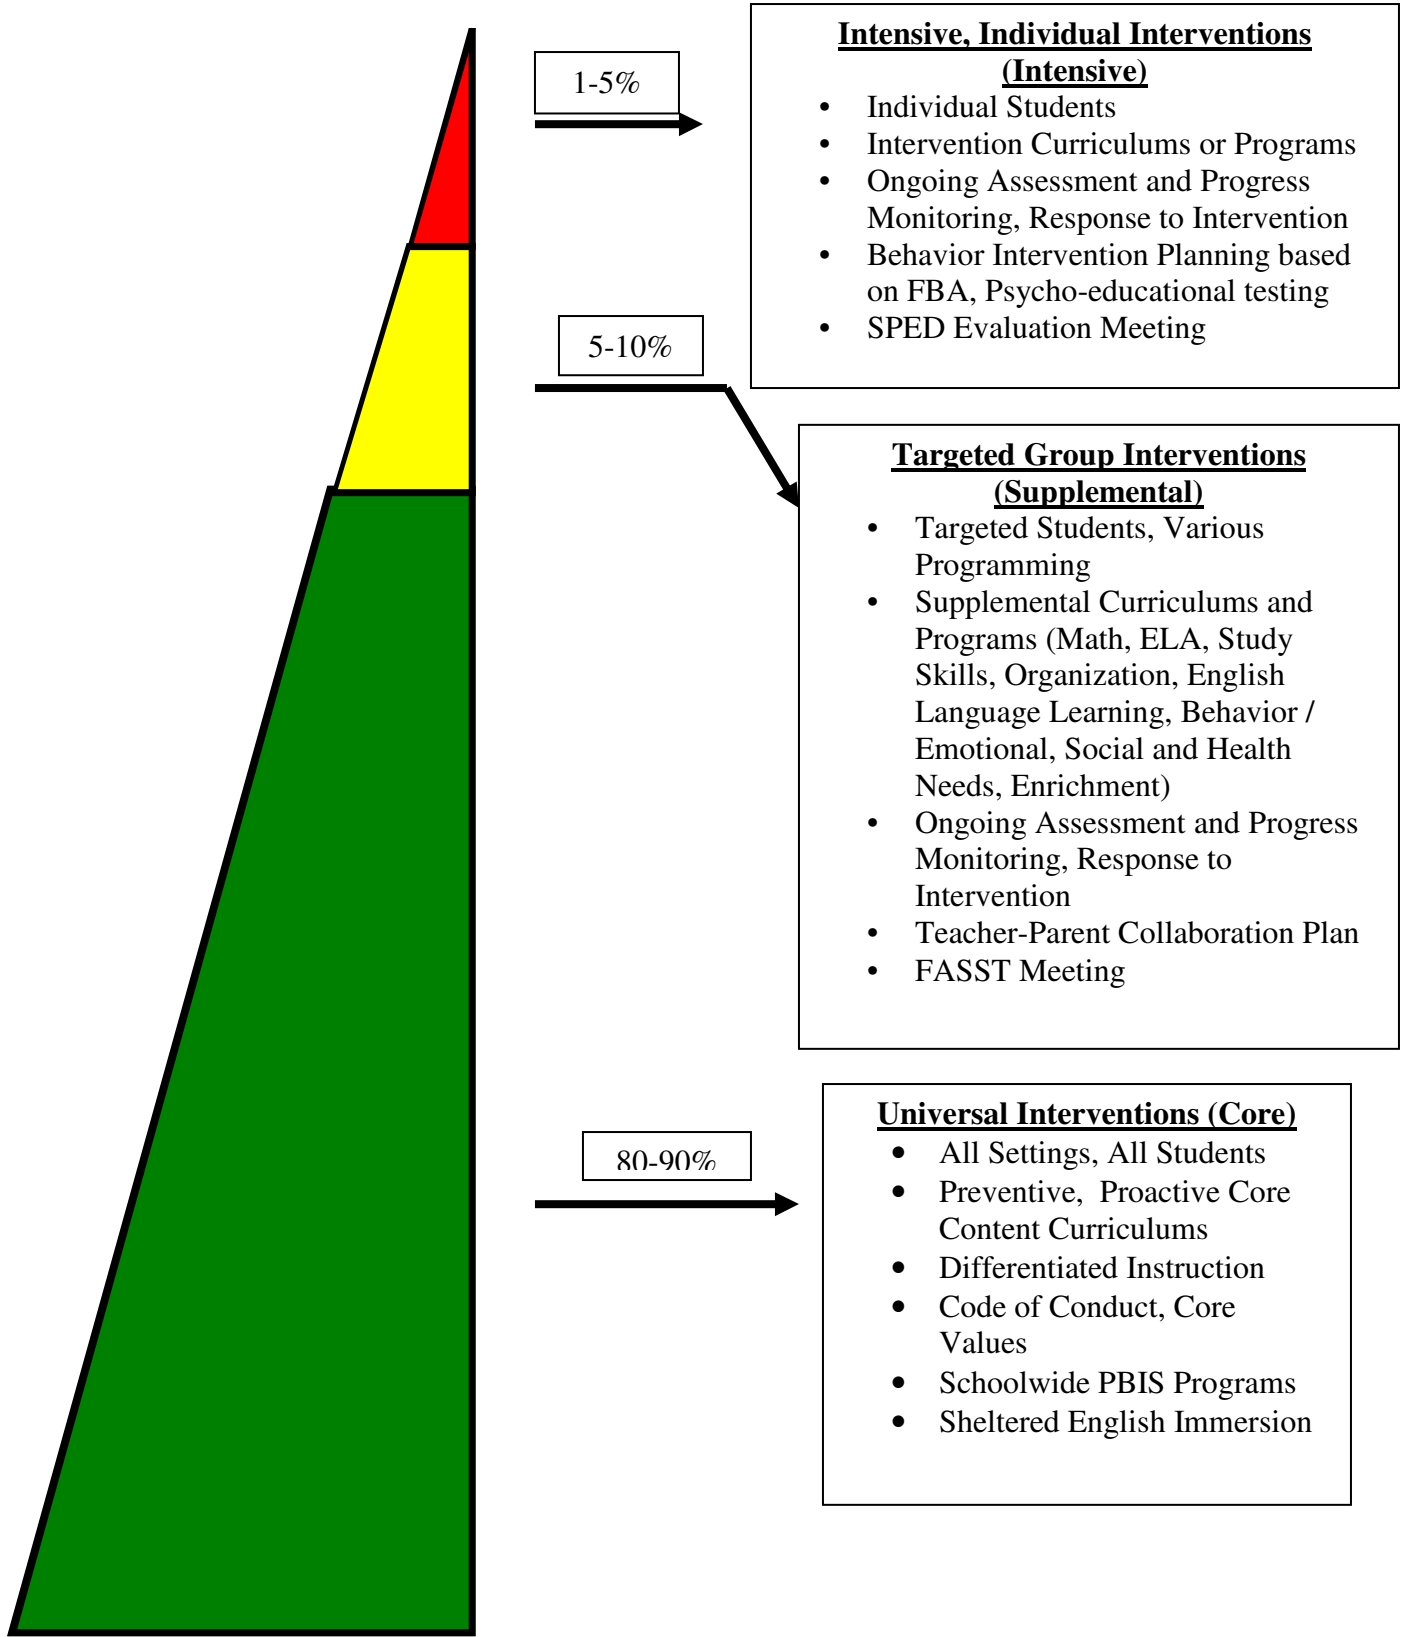 1-5%
Intensive, Individual Interventions
(Intensive)
• Individual Students
• Intervention Curriculums or Programs
• Ongoing Assessment and Progress
Monitoring, Response to Intervention
• Behavior Intervention Planning based
on FBA, Psycho-educational testing
• SPED Evaluation Meeting
5-10%
Targeted Group Interventions
(Supplemental)
• Targeted Students, Various
Programming
• Supplemental Curriculums and
Programs (Math, ELA, Study
Skills, Organization, English
Language Learning, Behavior /
Emotional, Social and Health
Needs, Enrichment)
• Ongoing Assessment and Progress
Monitoring, Response to
Intervention
• Teacher-Parent Collaboration Plan
• FASST Meeting
80-90%
Universal Interventions (Core)
• All Settings, All Students
• Preventive,  Proactive Core
Content Curriculums
• Differentiated Instruction
• Code of Conduct, Core
Values
• Schoolwide PBIS Programs
• Sheltered English Immersion